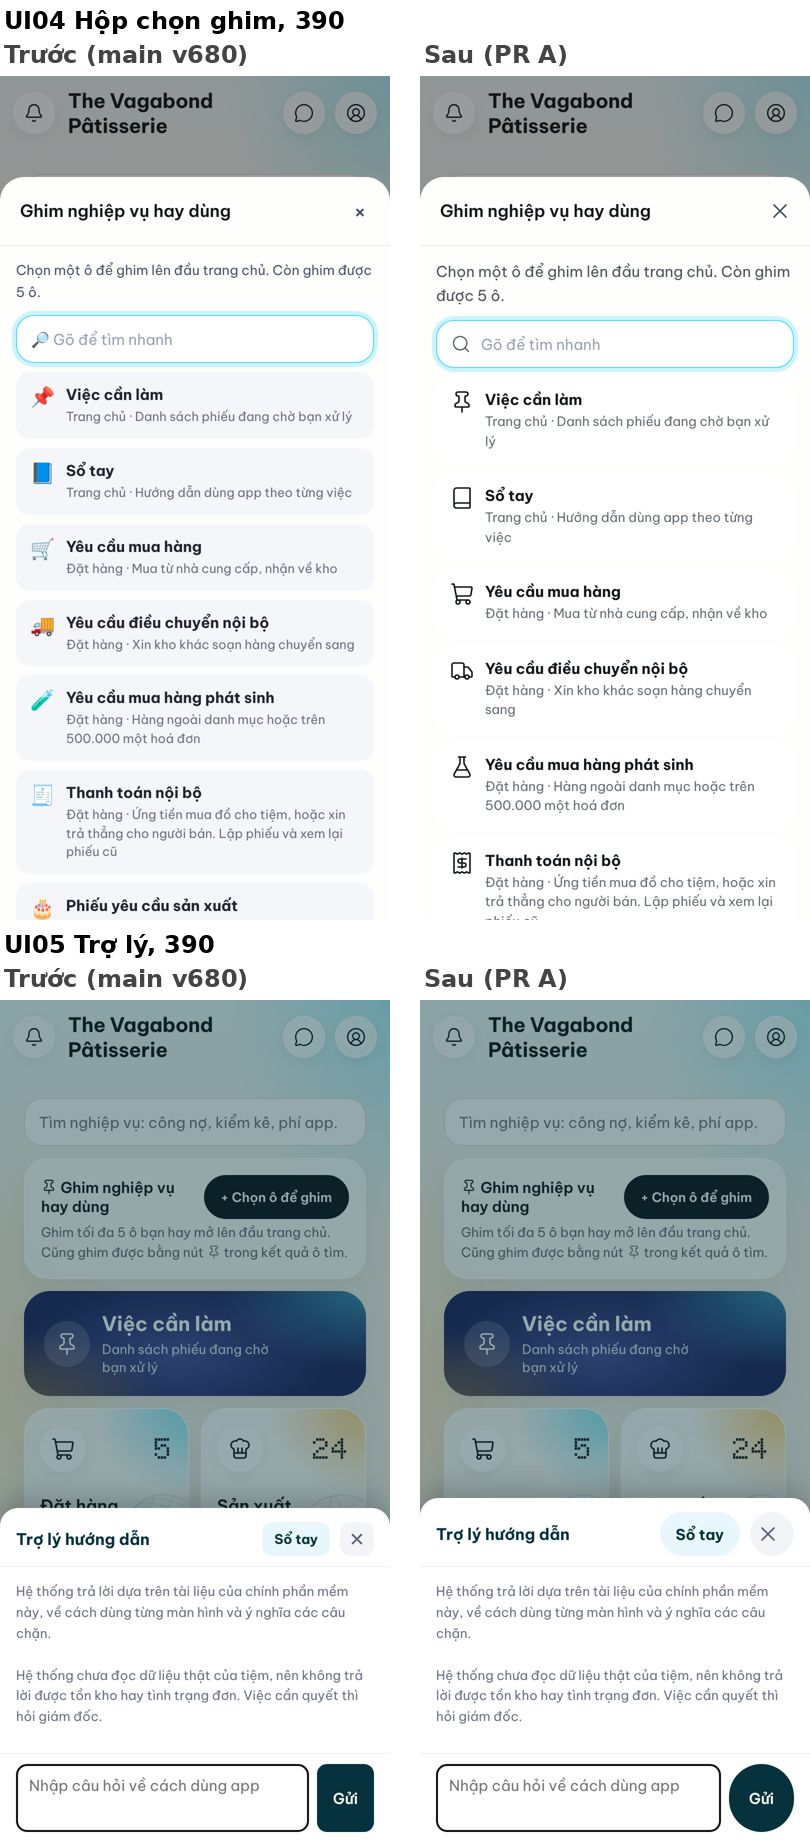 UI04 Hộp chọn ghim, 390
Trước (main v680)
The Vagabond
Pâtisserie
Ghim nghiệp vụ hay dùng
×
Chọn một ô để ghim lên đầu trang chủ. Còn ghim được
5 ô.
Gõ để tìm nhanh
Việc cần làm
Trang chủ · Danh sách phiếu đang chờ bạn xử lý
Sổ tay
Trang chủ · Hướng dẫn dùng app theo từng việc
Yêu cầu mua hàng
Đặt hàng · Mua từ nhà cung cấp, nhận về kho
Yêu cầu điều chuyển nội bộ
Đặt hàng · Xin kho khác soạn hàng chuyển sang
Yêu cầu mua hàng phát sinh
Đặt hàng · Hàng ngoài danh mục hoặc trên
500.000 một hoá đơn
Thanh toán nội bộ
Đặt hàng · Ứng tiền mua đồ cho tiệm, hoặc xin
trả thẳng cho người bán. Lập phiếu và xem lại
phiếu cũ
Phiếu yêu cầu sản xuất
Sau (PR A)
The Vagabond
Pâtisserie
Ghim nghiệp vụ hay dùng
Chọn một ô để ghim lên đầu trang chủ. Còn ghim
được 5 ô.
Gõ để tìm nhanh
Việc cần làm
Trang chủ · Danh sách phiếu đang chờ bạn xử
lý
Sổ tay
Trang chủ · Hướng dẫn dùng app theo từng
việc
Yêu cầu mua hàng
Đặt hàng · Mua từ nhà cung cấp, nhận về kho
Yêu cầu điều chuyển nội bộ
Đặt hàng · Xin kho khác soạn hàng chuyển
sang
Yêu cầu mua hàng phát sinh
Đặt hàng · Hàng ngoài danh mục hoặc trên
500.000 một hoá đơn
Thanh toán nội bộ
Đặt hàng · Ứng tiền mua đồ cho tiệm, hoặc xin
trả thẳng cho người bán. Lập phiếu và xem lại
phiếu cũ
UI05 Trợ lý, 390
Trước (main v680)
The Vagabond
Pâtisserie
Tìm nghiệp vụ: công nợ, kiểm kê, phí app.
Ghim nghiệp vụ
hay dùng
+ Chọn ô để ghim
Ghim tối đa 5 ô bạn hay mở lên đầu trang chủ.
Cũng ghim được bằng nút trong kết quả ô tìm.
Việc cần làm
Danh sách phiếu đang chờ
bạn xử lý
5
24
Đặt hàng
Sản xuất
Trợ lý hướng dẫn
Sổ tay
×
Hệ thống trả lời dựa trên tài liệu của chính phần mềm
này, về cách dùng từng màn hình và ý nghĩa các câu
chặn.
Hệ thống chưa đọc dữ liệu thật của tiệm, nên không trả
lời được tồn kho hay tình trạng đơn. Việc cần quyết thì
hỏi giám đốc.
Nhập câu hỏi về cách dùng app
Gửi
Sau (PR A)
The Vagabond
Pâtisserie
Tìm nghiệp vụ: công nợ, kiểm kê, phí app.
Ghim nghiệp vụ
hay dùng
+ Chọn ô để ghim
Ghim tối đa 5 ô bạn hay mở lên đầu trang chủ.
Cũng ghim được bằng nút trong kết quả ô tìm.
Việc cần làm
Danh sách phiếu đang chờ
bạn xử lý
5
24
Trợ lý hướng dẫn
Sổ tay
Hệ thống trả lời dựa trên tài liệu của chính phần mềm
này, về cách dùng từng màn hình và ý nghĩa các câu
chặn.
Hệ thống chưa đọc dữ liệu thật của tiệm, nên không trả
lời được tồn kho hay tình trạng đơn. Việc cần quyết thì
hỏi giám đốc.
Nhập câu hỏi về cách dùng app
Gửi